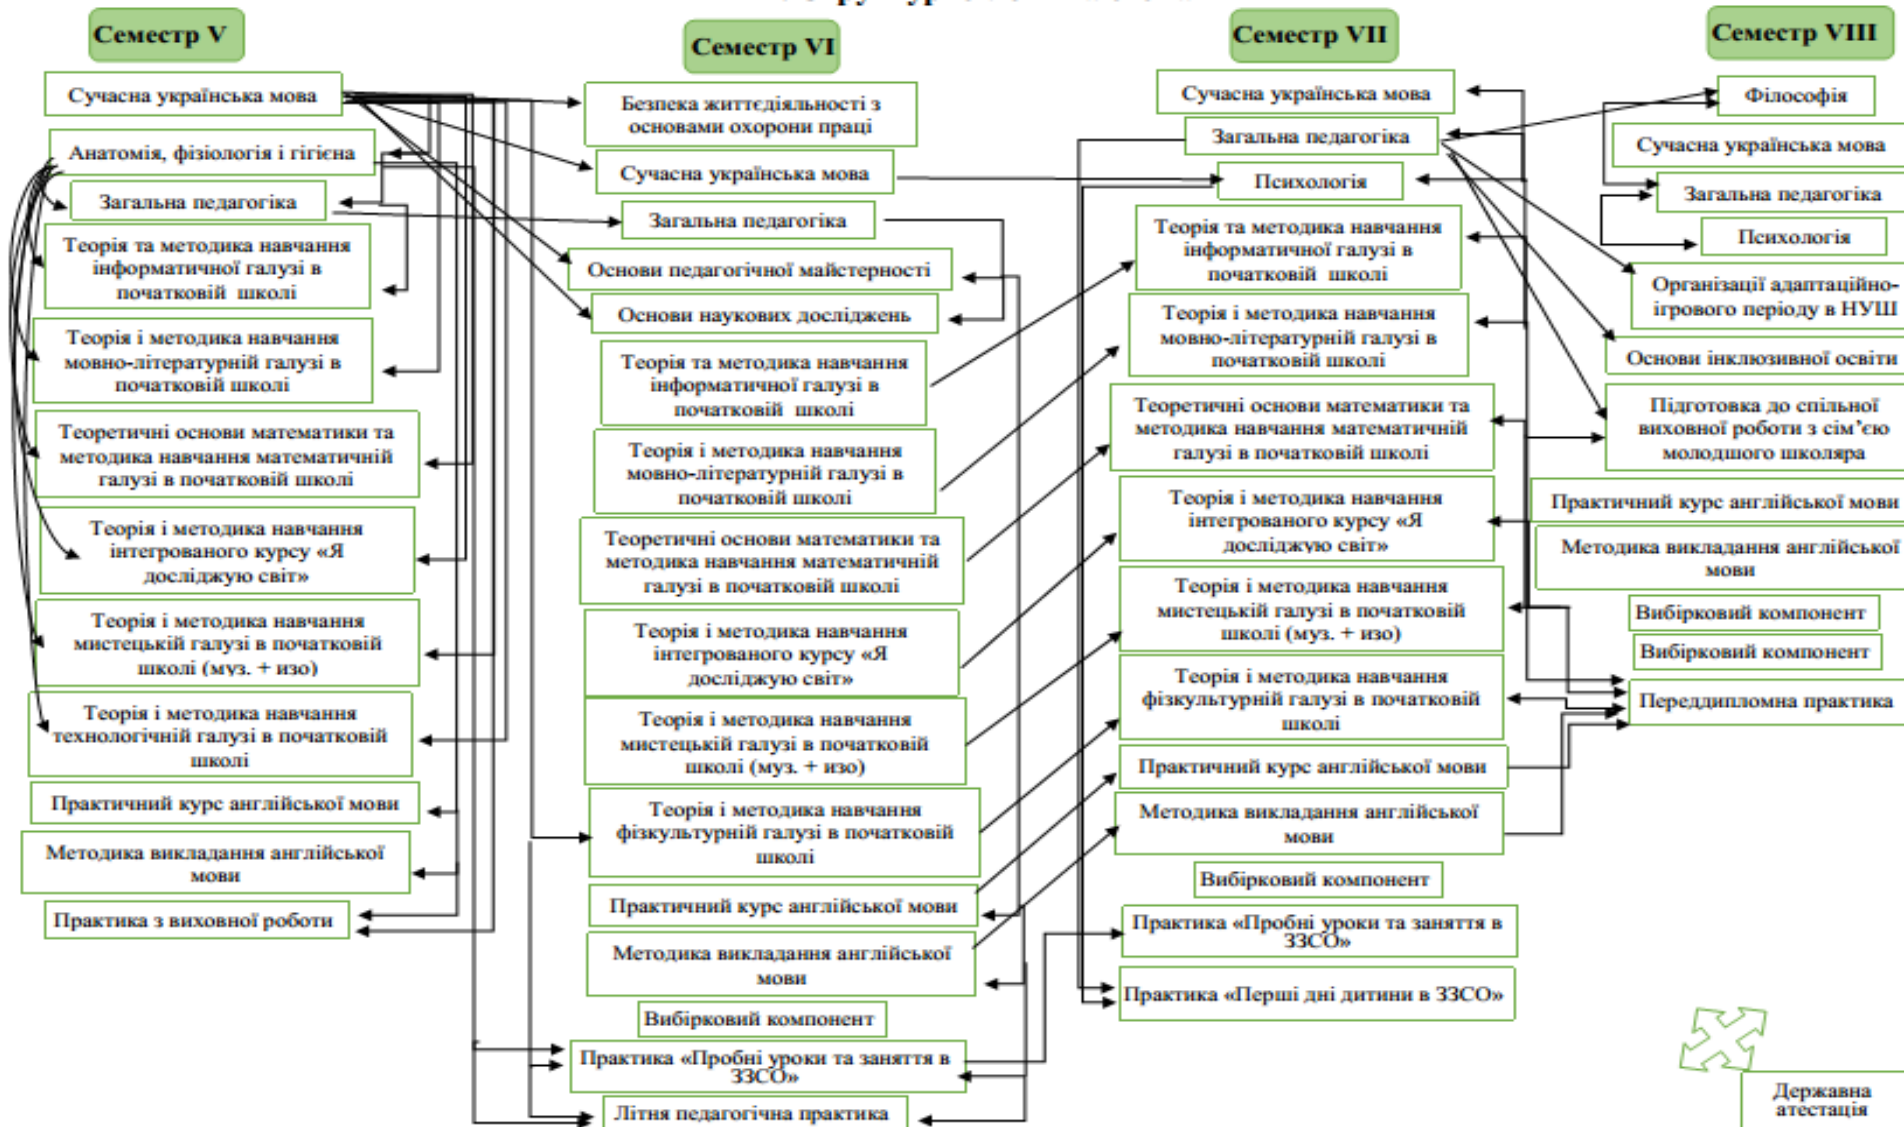 Семестр V
Сучасна українська мова
Анатомія, фізіологія і гігієна
Загальна педагогіка
Теорія та методика навчання
інформатичної галузі в
початковій школі
Теорія і методика навчання
мовно-літературній галузі в
початковій школі
Теоретичні основи математики та
методика навчання математичній
галузі в початковій школі
Теорія і методика навчання
інтегрованого курсу «Я
досліджую світ»
Теорія і методика навчання
мистецькій галузі в початковій
школі (муз. + изо)
Теорія і методика навчання
технологічній галузі в початковій
школі
Практичний курс англійської мови
Методика викладання англійської
мови
Практика з виховної роботи
Семестр VI
Безпека життєдіяльності з
основами охорони праці
Сучасна українська мова
Загальна педагогіка
Основи педагогічної майстерності
Основи наукових досліджень
Теорія та методика навчання
інформатичної галузі в
початковій школі
Теорія і методика навчання
мовно-літературній галузі в
початковій школі
Теоретичні основи математики та
методика навчання математичній
галузі в початковій школі
Теорія і методика навчання
інтегрованого курсу «Я
досліджую світ»
Теорія і методика навчання
мистецькій галузі в початковій
школі (муз. + изо)
Теорія і методика навчання
фізкультурній галузі в початковій
школі
Практичний курс англійської мови
Методика викладання англійської
мови
Вибірковий компонент
Практика «Пробні уроки та заняття в
ЗЗСО»
Літня педагогічна практика
Семестр VII
Сучасна українська мова
Загальна педагогіка
Психологія
Теорія та методика навчання
інформатичної галузі в
початковій школі
Теорія і методика навчання
мовно-літературній галузі в
початковій школі
Теоретичні основи математики та
методика навчання математичній
галузі в початковій школі
Теорія і методика навчання
інтегрованого курсу «Я
досліджую світ»
Теорія і методика навчання
мистецькій галузі в початковій
школі (муз. + изо)
Теорія і методика навчання
фізкультурній галузі в початковій
школі
Практичний курс англійської мови
Методика викладання англійської
мови
Вибірковий компонент
Практика «Пробні уроки та заняття в
ЗЗСО»
Практика «Перші дні дитини в ЗЗСО»
Семестр VIII
Філософія
Сучасна українська мова
Загальна педагогіка
Психологія
Організації адаптаційно-
ігрового періоду в НУШ
Основи інклюзивної освіти
Підготовка до спільної
виховної роботи з сім’єю
молодшого школяра
Практичний курс англійської мови
Методика викладання англійської
мови
Вибірковий компонент
Вибірковий компонент
Переддипломна практика
Державна
атестація